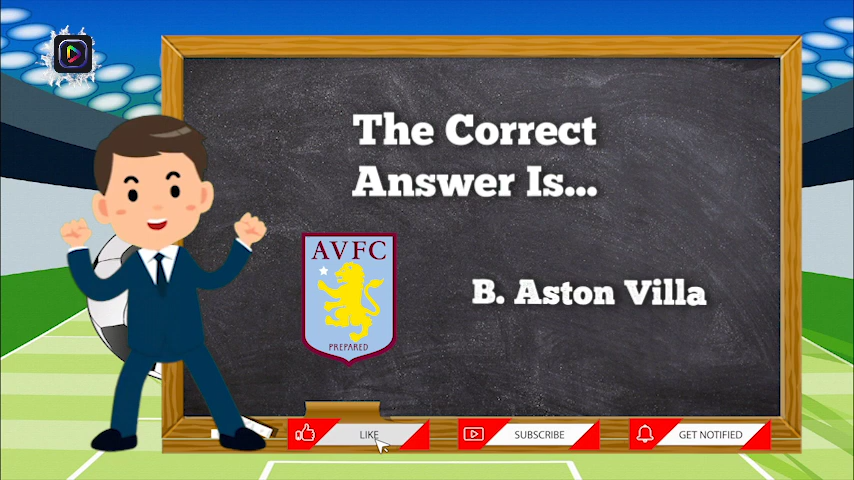 The Correct
Answer Is...
AVFC
PREPARED
B. Aston Villa
LIKE
SUBSCRIBE
GET NOTIFIED